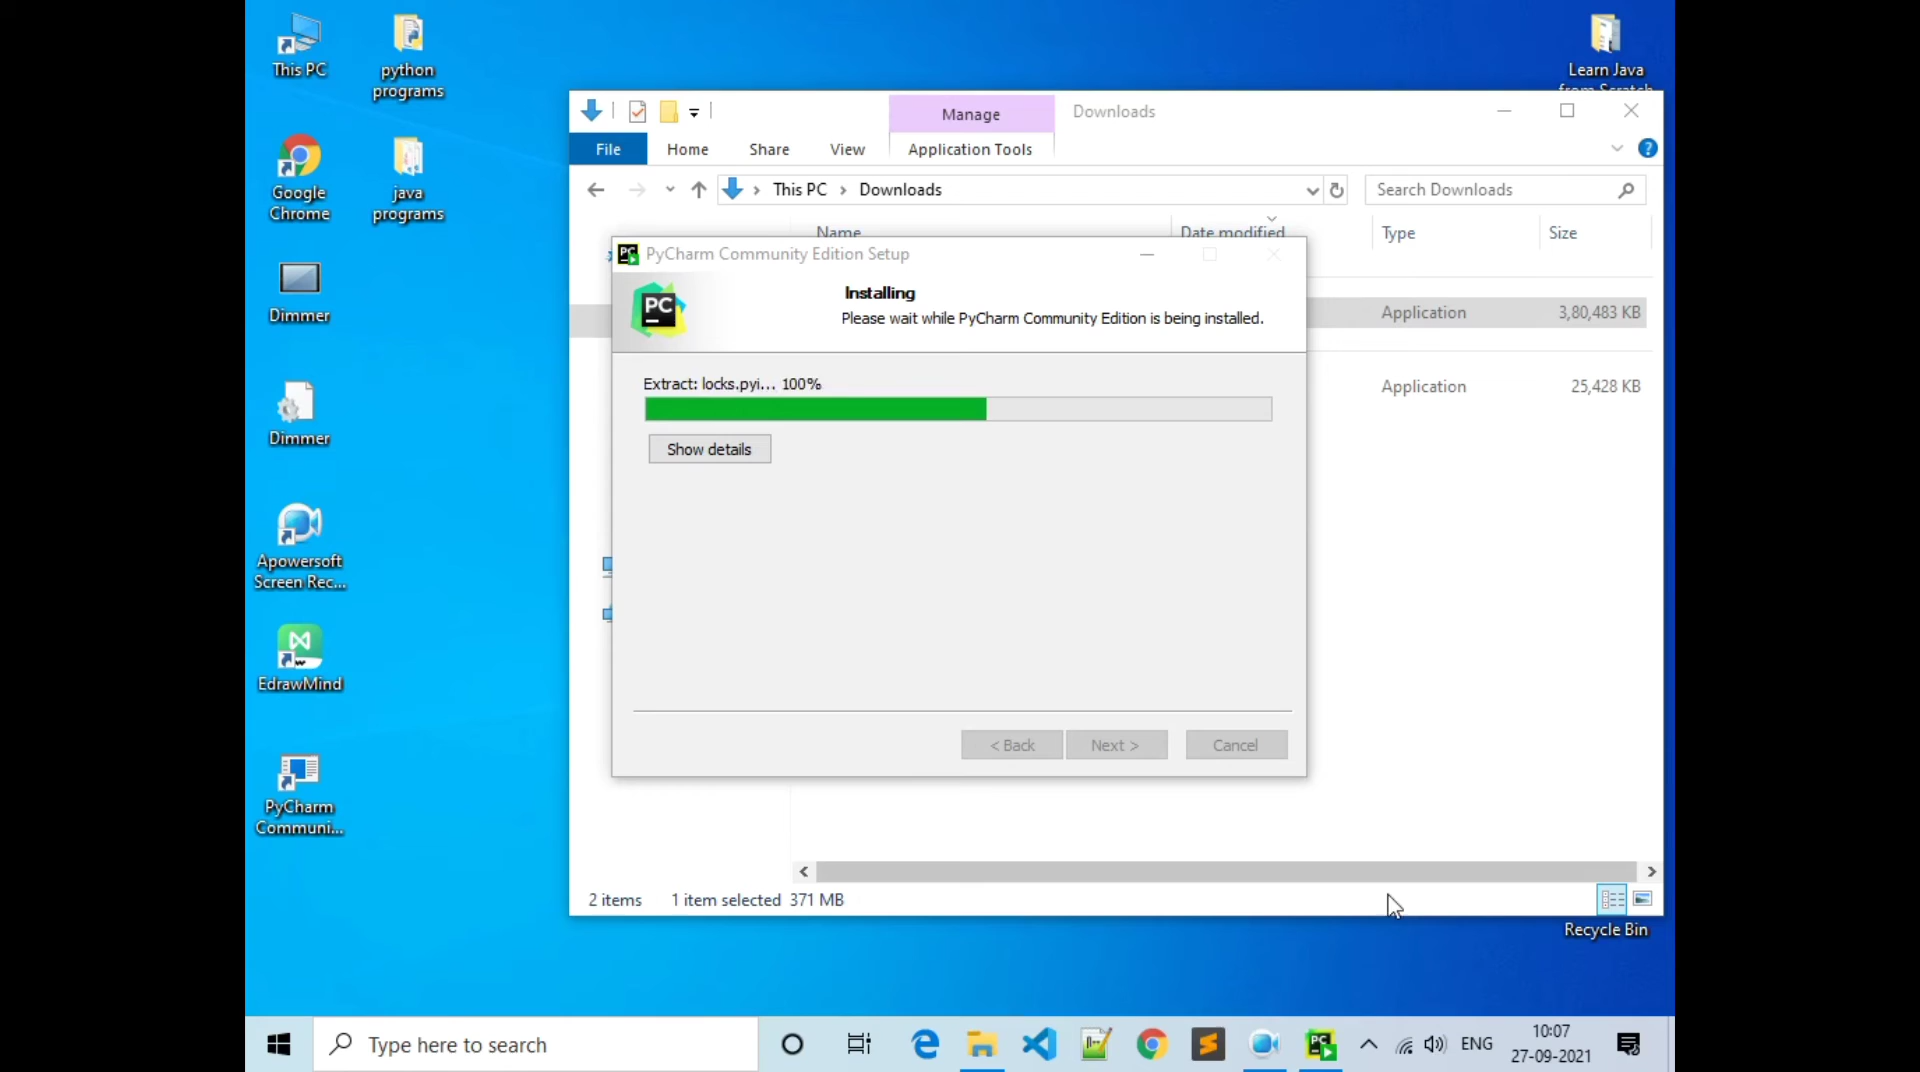 This PC
python
programs
Google
Chrome
java
programs
Dimmer
Dimmer
Apowersoft
Screen Rec...
EdrawMind
PyCharm
Communi...
Learn Java
from Scratch
Manage
Downloads
File
Home
Share
View
Application Tools
This PC
Downloads
Search Downloads
Name
Date modified
Type
Size
PyCharm Community Edition Setup
PC
Installing
Please wait while PyCharm Community Edition is being installed.
Application
3,80,483 KB
Extract: locks.pyi... 100%
Application
25,428 KB
Show details
< Back
Next >
Cancel
2 items
1 item selected 371 MB
Recycle Bin
Type here to search
ENG
10:07
27-09-2021